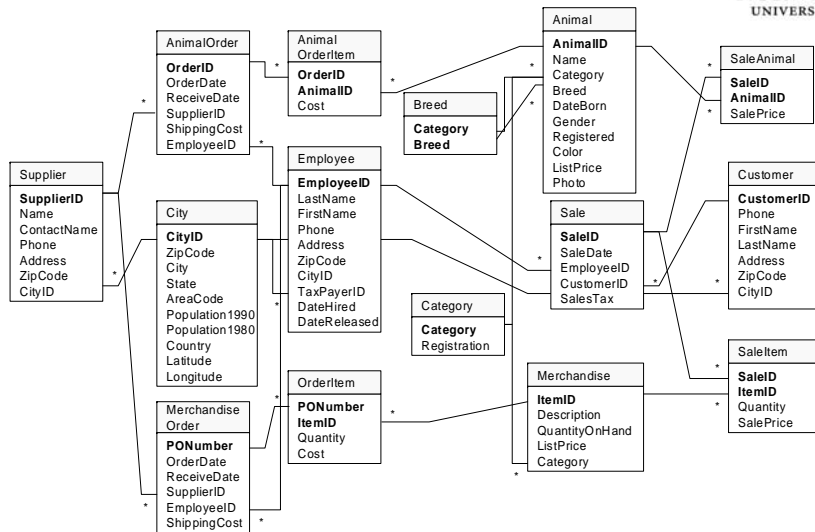 UNIVERS
AnimalOrder
OrderID
OrderDate
ReceiveDate
SupplierID
ShippingCost
EmployeeID
Animal
OrderItem
OrderID
AnimalID
Cost
Animal
AnimalID
Name
Category
Breed
DateBorn
Gender
Registered
Color
ListPrice
Photo
SaleAnimal
SaleID
AnimalID
SalePrice
Breed
Category
Breed
Supplier
SupplierID
Name
ContactName
Phone
Address
ZipCode
CityID
City
CityID
ZipCode
City
State
AreaCode
Population1990
Population1980
Country
Latitude
Longitude
Employee
EmployeeID
LastName
FirstName
Phone
Address
ZipCode
CityID
TaxPayerID
DateHired
DateReleased
Sale
SaleID
SaleDate
EmployeeID
CustomerID
SalesTax
Customer
CustomerID
Phone
FirstName
LastName
Address
ZipCode
CityID
Category
Category
Registration
Merchandise
Order
PONumber
OrderDate
ReceiveDate
SupplierID
EmployeeID
ShippingCost
OrderItem
PONumber
ItemID
Quantity
Cost
Merchandise
ItemID
Description
QuantityOnHand
ListPrice
Category
SaleItem
SaleID
ItemID
Quantity
SalePrice